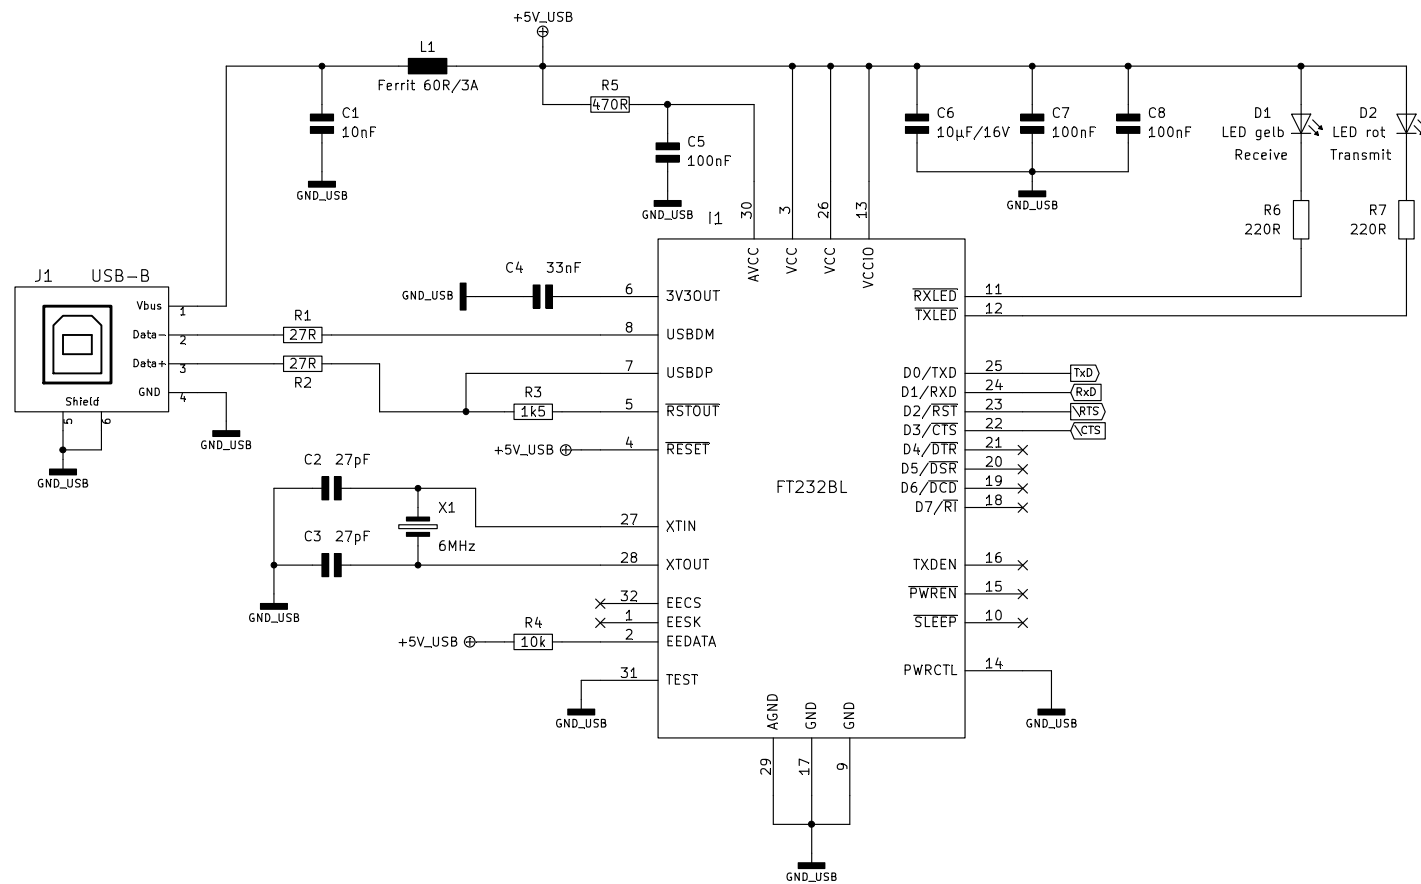 +5V_USB
L1
Ferrit 60R/3A
C1
10nF
GND_USB
R5
470R
C5
100nF
GND_USB
C6
10µF/16V
C7
100nF
C8
100nF
GND_USB
D1
LED gelb
Receive
D2
LED rot
Transmit
R6
220R
R7
220R
J1 USB-B
Vbus 1
Data- 2
Data+ 3
GND 4
Shield
5 6
GND_USB
GND_USB
R1
27R
27R
R2
GND_USB
C4 33nF
R3
1k5
+5V_USB
C2 27pF
C3 27pF
X1
6MHz
GND_USB
+5V_USB
R4
10k
GND_USB
I1
30 3 26 13
AVCC VCC VCC VCCIO
6 3V3OUT
8 USBDM
7 USBDP
5 RSTOUT
4 RESET
27 XTIN
28 XTOUT
32 EECS
1 EESK
2 EEDATA
31 TEST
FT232BL
RXLED 11
TXLED 12
D0/TXD 25 TxD
D1/RXD 24 RxD
D2/RST 23 \RTS
D3/CTS 22 \CTS
D4/DTR 21
D5/DSR 20
D6/DCD 19
D7/RI 18
TXDEN 16
PWREN 15
SLEEP 10
PWRCTL 14
GND_USB
AGND GND GND
29 17 9
GND_USB